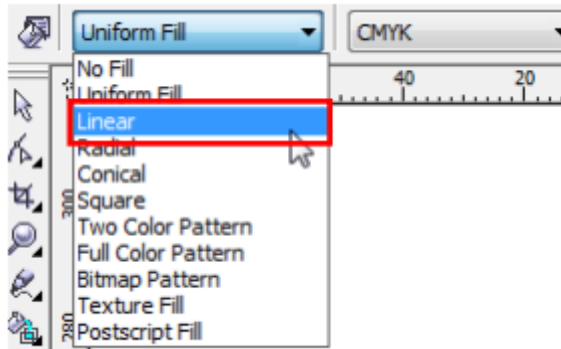 Uniform Fill CMYK
No Fill
40 20
Uniform Fill
Linear
Radial
Conical
300
Square
Two Color Pattern
Full Color Pattern
Bitmap Pattern
Texture Fill
280
Postscript Fill